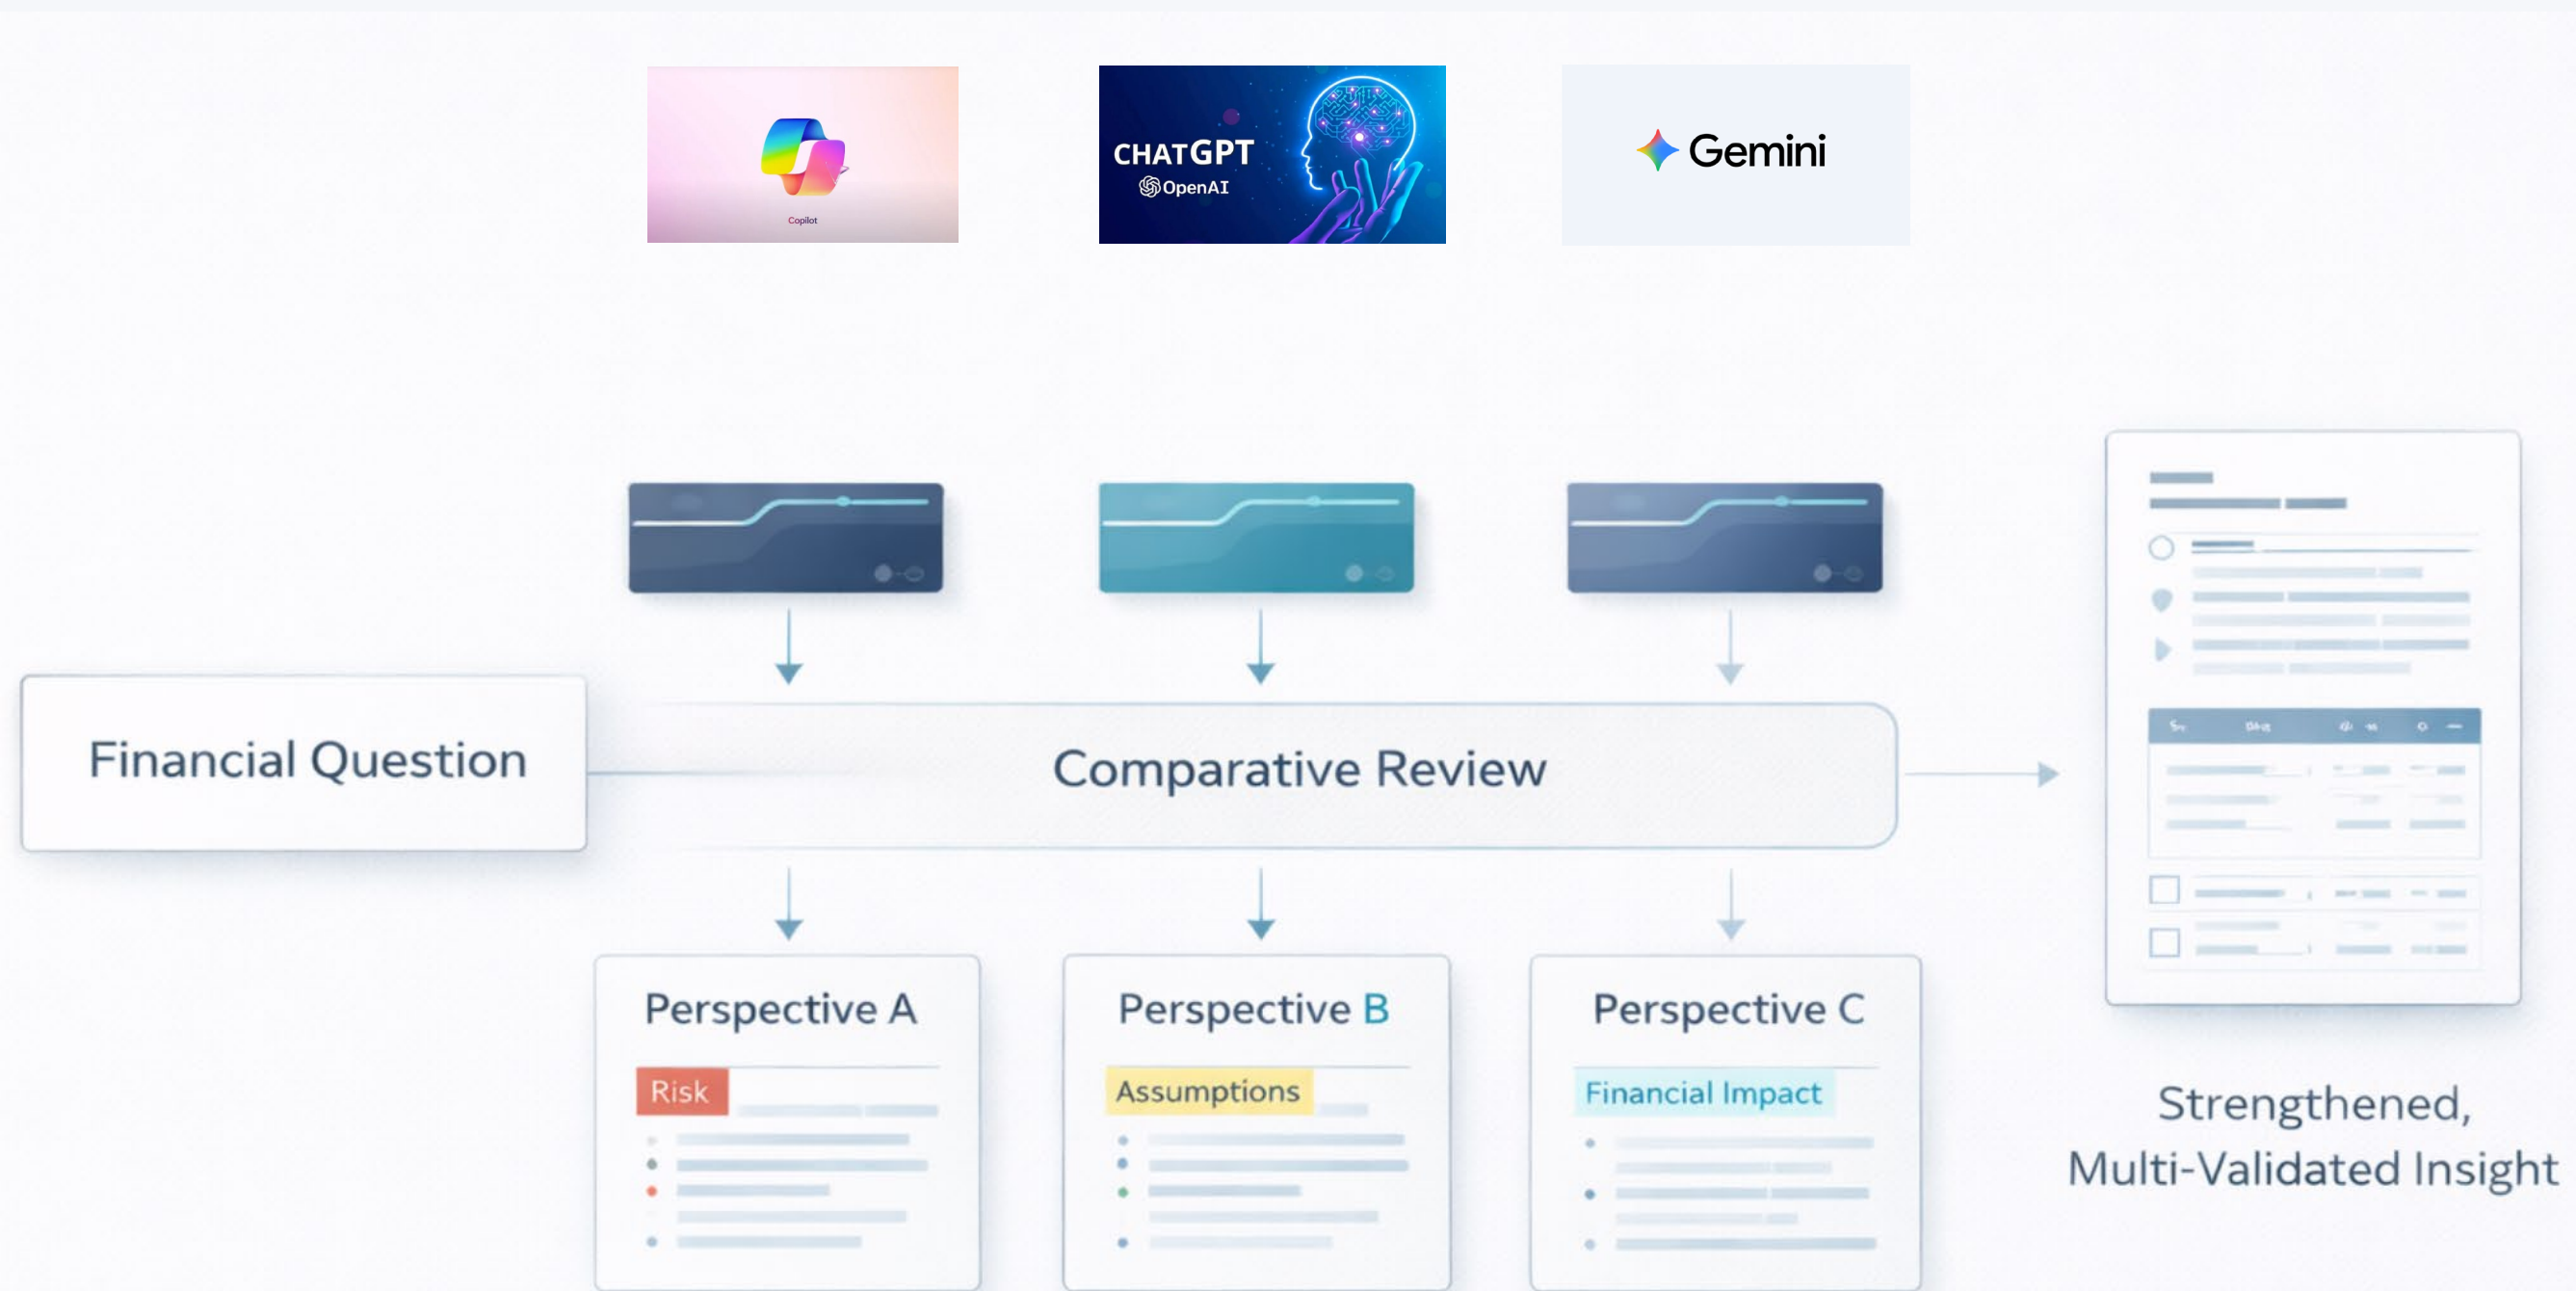 Copilot
CHATGPT
OpenAI
Gemini
Financial Question
Comparative Review
Perspective A
Risk
Perspective B
Assumptions
Perspective C
Financial Impact
Strengthened,
Multi-Validated Insight